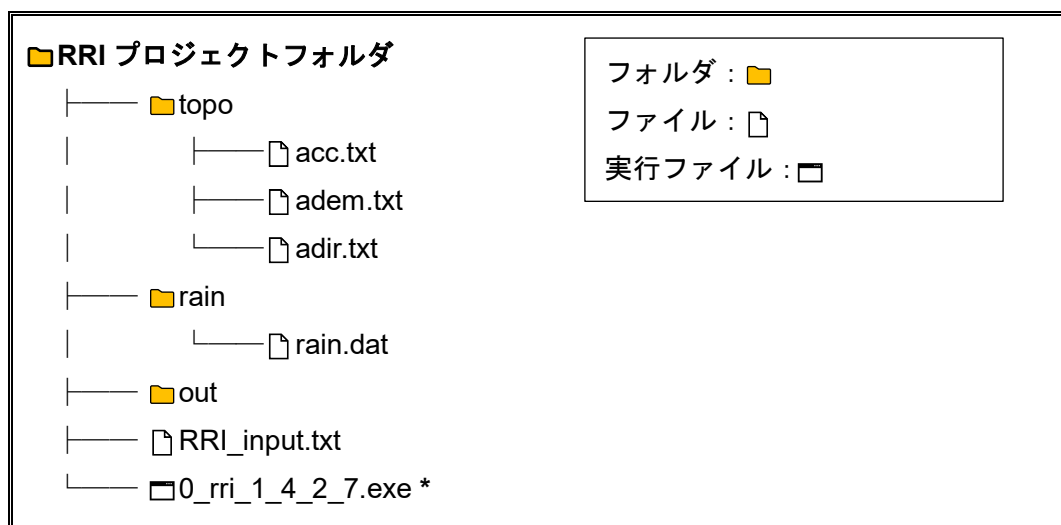 RRI プロジェクトフォルダ
topo
acc.txt
adem.txt
adir.txt
rain
rain.dat
out
RRI_input.txt
0_rri_1_4_2_7.exe *
フォルダ :
ファイル :
実行ファイル :